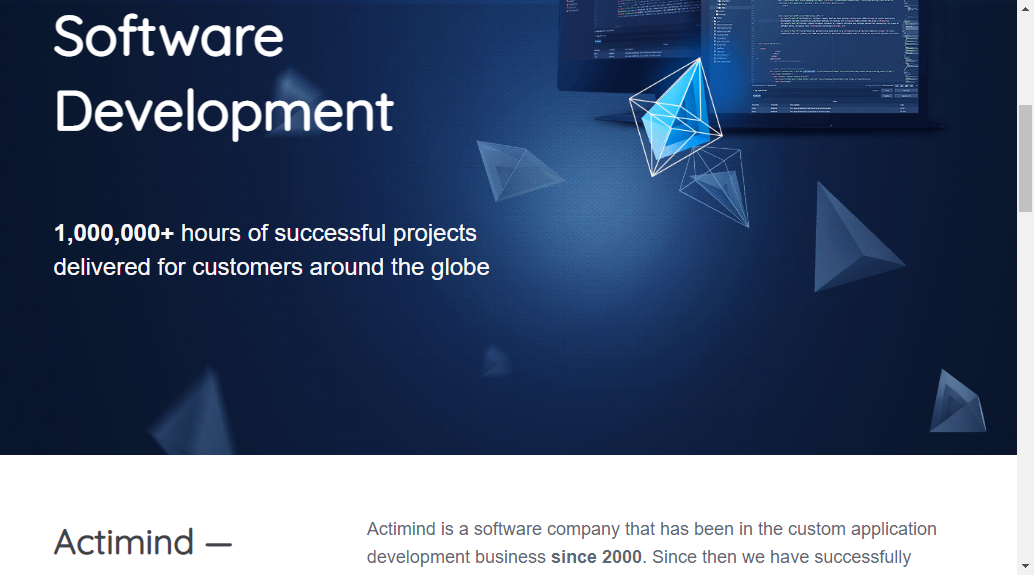 Software
Development
1,000,000+ hours of successful projects
delivered for customers around the globe
Actimind —
Actimind is a software company that has been in the custom application
development business since 2000. Since then we have successfully